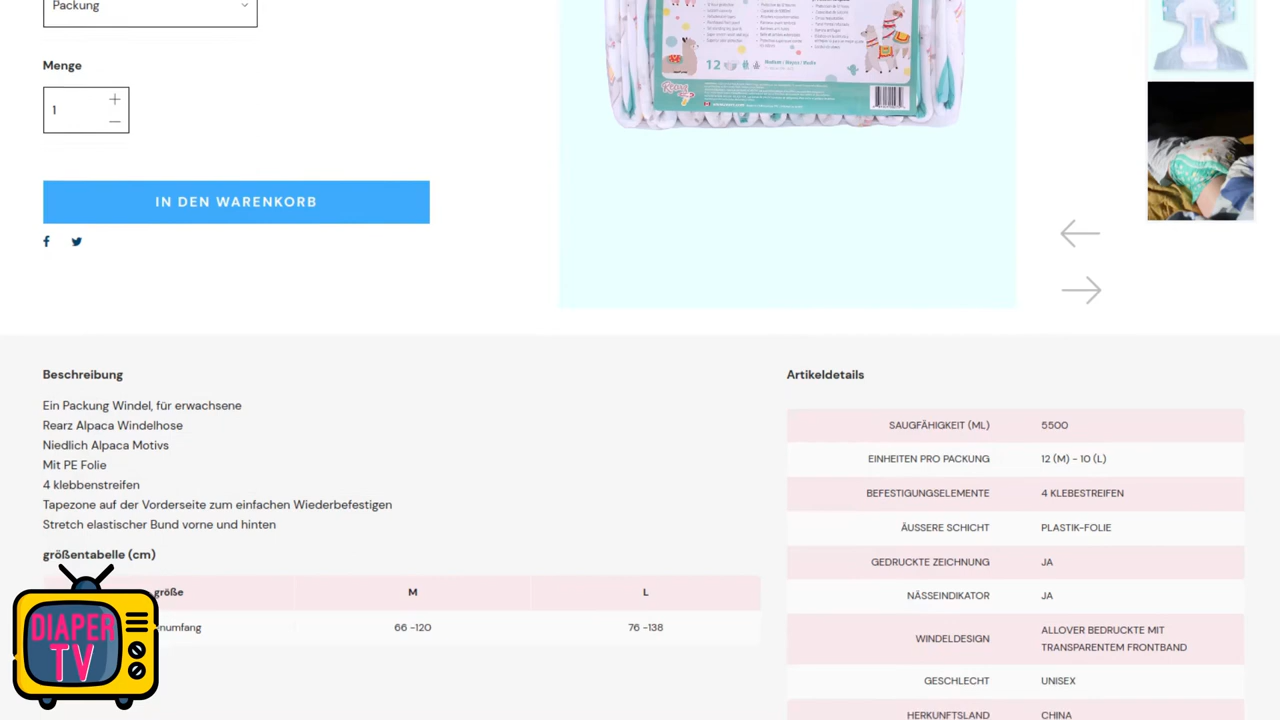 Packung
Menge
1
IN DEN WARENKORB
12
Rearz
Beschreibung
Ein Packung Windel, für erwachsene
Rearz Alpaca Windelhose
Niedlich Alpaca Motivs
Mit PE Folie
4 klebbenstreifen
Tapezone auf der Vorderseite zum einfachen Wiederbefestigen
Stretch elastischer Bund vorne und hinten
größentabelle (cm)
größe M L
enumfang 66 -120 76 -138
DIAPER
TV
Artikeldetails
SAUGFÄHIGKEIT (ML) 5500
EINHEITEN PRO PACKUNG 12 (M) - 10 (L)
BEFESTIGUNGSELEMENTE 4 KLEBESTREIFEN
ÄUSSERE SCHICHT PLASTIK-FOLIE
GEDRUCKTE ZEICHNUNG JA
NÄSSEINDIKATOR JA
WINDELDESIGN ALLOVER BEDRUCKTE MIT
TRANSPARENTEM FRONTBAND
GESCHLECHT UNISEX
HERKUNFTSLAND CHINA